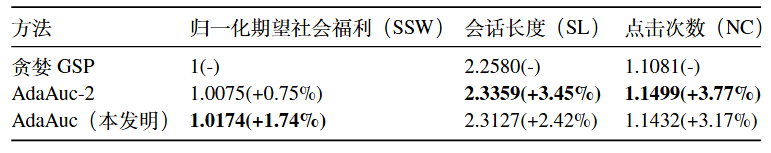 方法 归一化期望社会福利（SSW） 会话长度（SL） 点击次数（NC）
贪婪 GSP 1(-) 2.2580(-) 1.1081(-)
AdaAuc-2 1.0075(+0.75%) 2.3359(+3.45%) 1.1499(+3.77%)
AdaAuc（本发明） 1.0174(+1.74%) 2.3127(+2.42%) 1.1432(+3.17%)